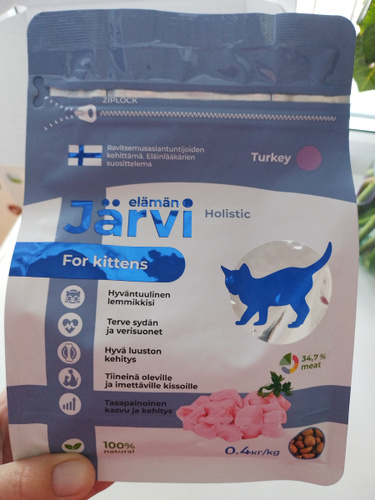 ZIPLOCK
Ravitsemusasiantuntijoiden
kehittämä. Eläinlääkärien
suosittelema
Turkey
elämän
Järvi
Holistic
For kittens
Hyväntuulinen
lemmikkisi
Terve sydän
ja verisuonet
Hyvä luuston
kehitys
Tiineinä oleville
ja imettäville kissoille
Tasapainoinen
kasvu ja kehitys
34,7 %
meat
100%
natural
0.4кг/kg